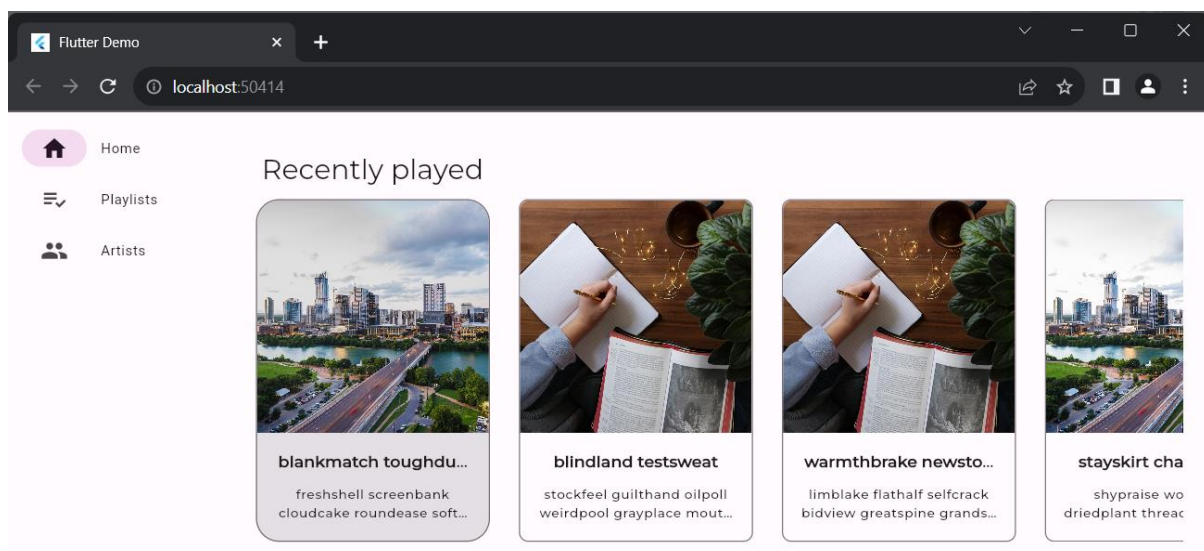 Flutter Demo
localhost:50414
Home
Playlists
Artists
Recently played
blankmatch toughdu...
freshshell screenbank
cloudcake roundease soft...
blindland testsweat
stockfeel guilthand oilpoll
weirdpool grayplace mout...
warmthbrake newsto...
limblake flathalf selfcrack
bidview greatspine grands...
stayskirt cha
shypraise wo
driedplant threac